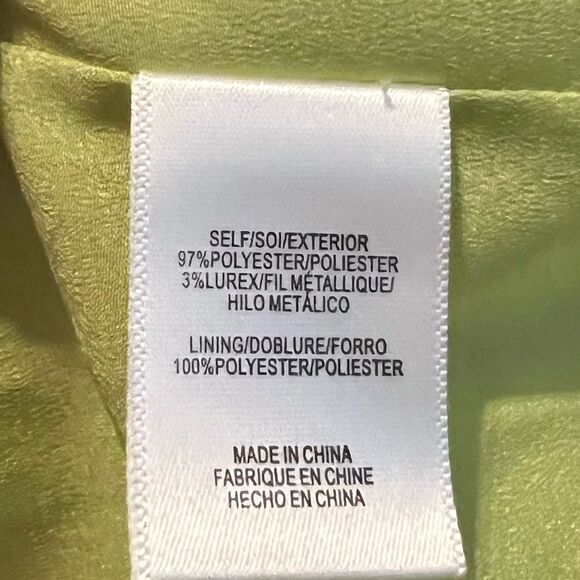 SELF/SOI/EXTERIOR
97%POLYESTER/POLIESTER
3%LUREX/FIL MÉTALLIQUE/
HILO METÁLICO
LINING/DOBLURE/FORRO
100%POLYESTER/POLIESTER
MADE IN CHINA
FABRIQUE EN CHINE
HECHO EN CHINA